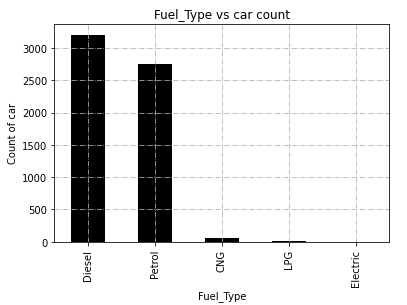 Fuel_Type vs car count
Count of car
3000
2500
2000
1500
1000
500
0
Diesel
Petrol
CNG
LPG
Electric
Fuel_Type